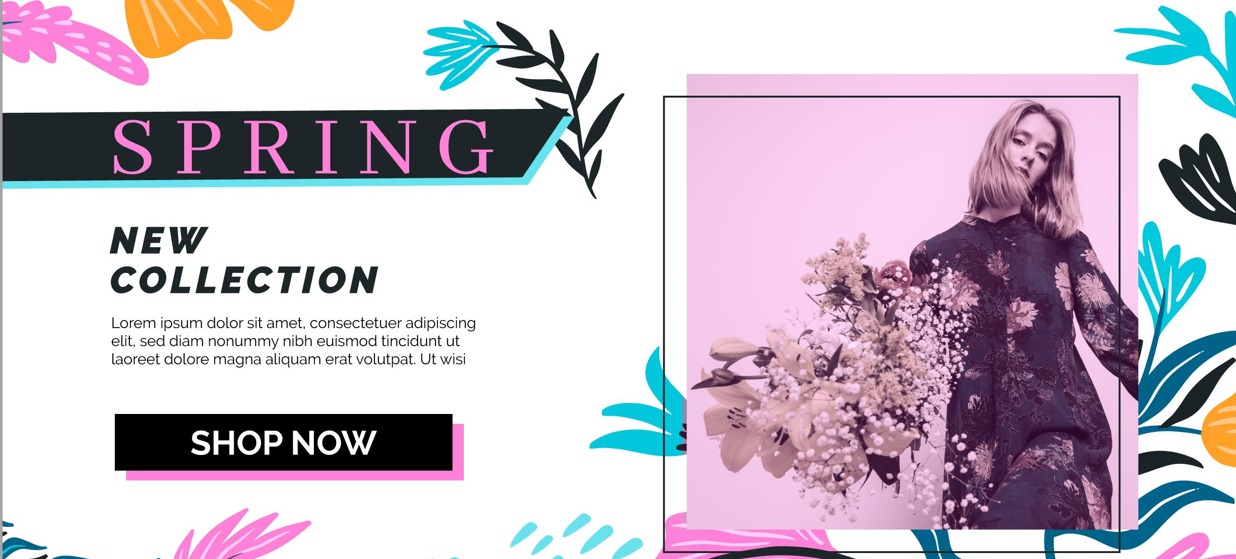 SPRING
NEW
COLLECTION
Lorem ipsum dolor sit amet, consectetuer adipiscing
elit, sed diam nonummy nibh euismod tincidunt ut
laoreet dolore magna aliquam erat volutpat. Ut wisi
SHOP NOW